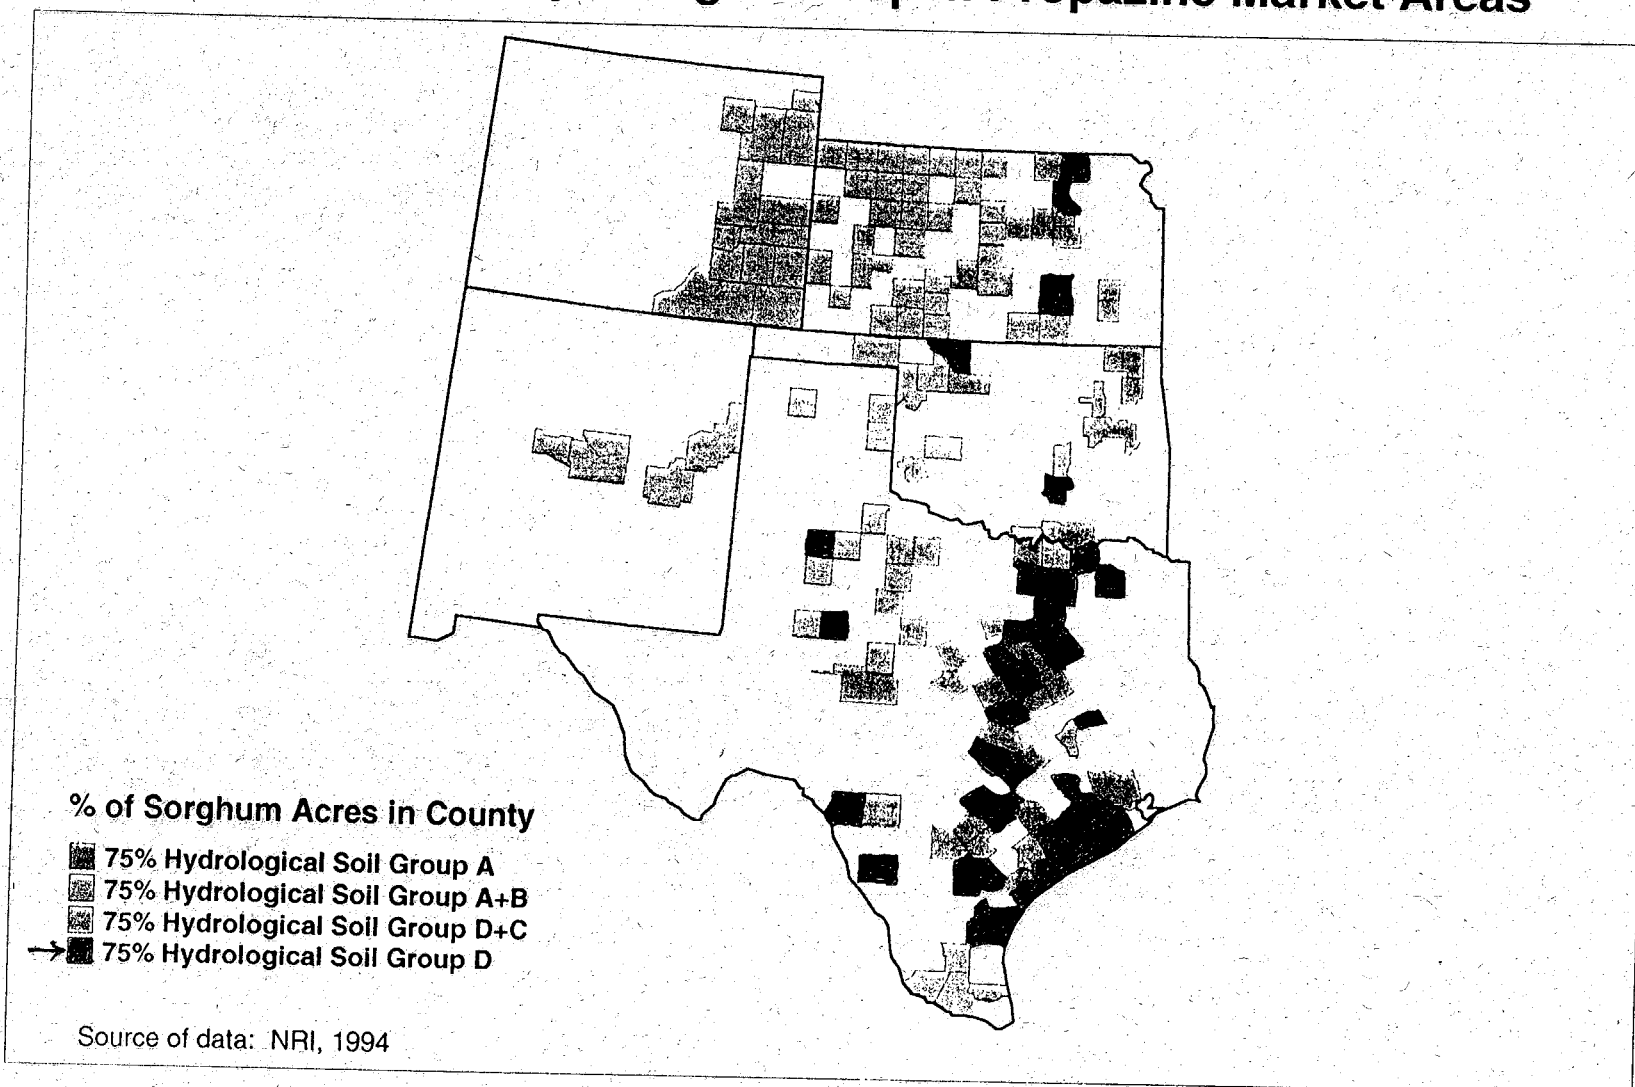 Market Areas
% of Sorghum Acres in County
75% Hydrological Soil Group A
75% Hydrological Soil Group A+B
75% Hydrological Soil Group D+C
75% Hydrological Soil Group D
Source of data: NRI, 1994